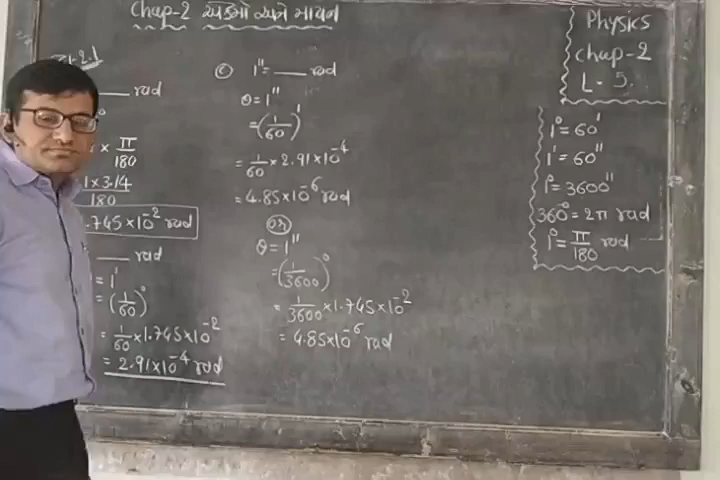 Chap-2 એકમો અને માપન
21.2.1
___ rad
× π/180
1 × 3.14 / 180
.745×10⁻² rad
___ rad
= 1'
= (1/60)°
= 1/60 × 1.745×10⁻²
= 2.91×10⁻⁴ rad
© 1" = ___ rad
θ = 1"
= (1/60)'
= 1/60 × 2.91×10⁻⁴
= 4.85×10⁻⁶ rad
OR
θ = 1"
= (1/3600)°
= 1/3600 × 1.745×10⁻²
= 4.85×10⁻⁶ rad
Physics
chap-2
L - 5.
1° = 60'
1' = 60"
1° = 3600"
360° = 2π rad
1° = π/180 rad